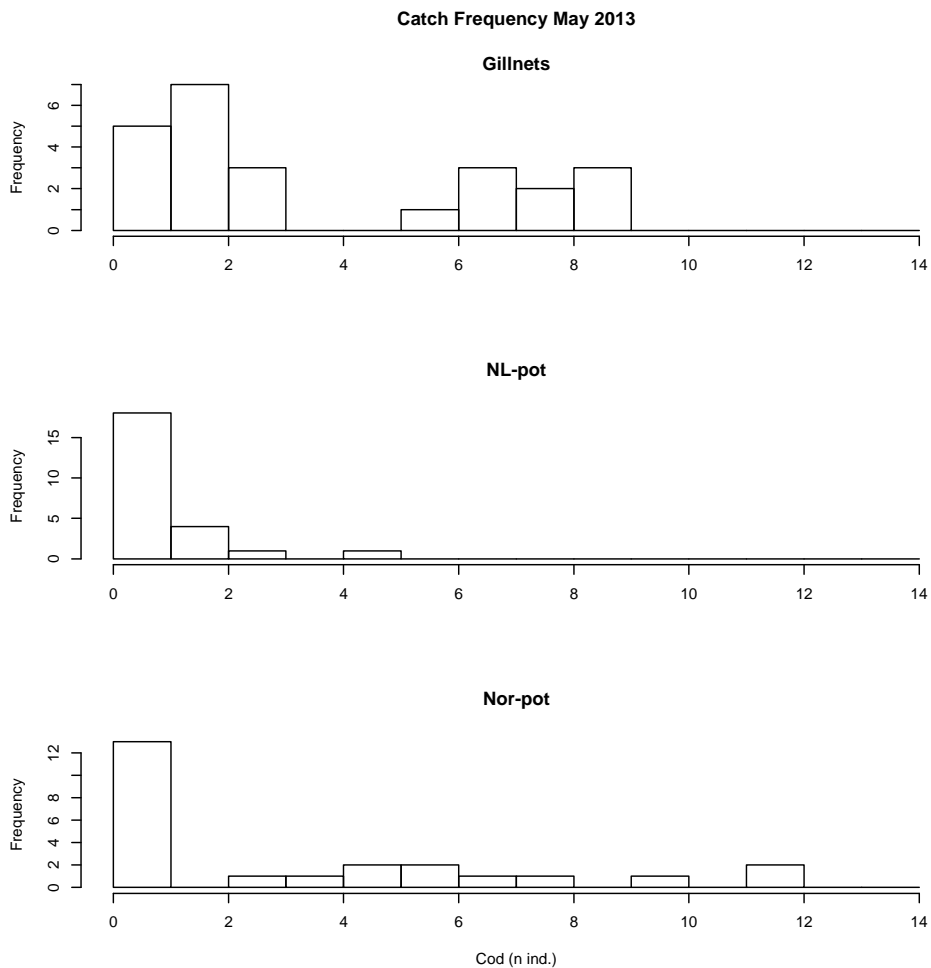 Catch Frequency May 2013
Gillnets
Frequency
0 2 4 6
0 2 4 6 8 10 12 14
NL-pot
Frequency
0 5 10 15
0 2 4 6 8 10 12 14
Nor-pot
Frequency
0 2 4 6 8 12
0 2 4 6 8 10 12 14
Cod (n ind.)